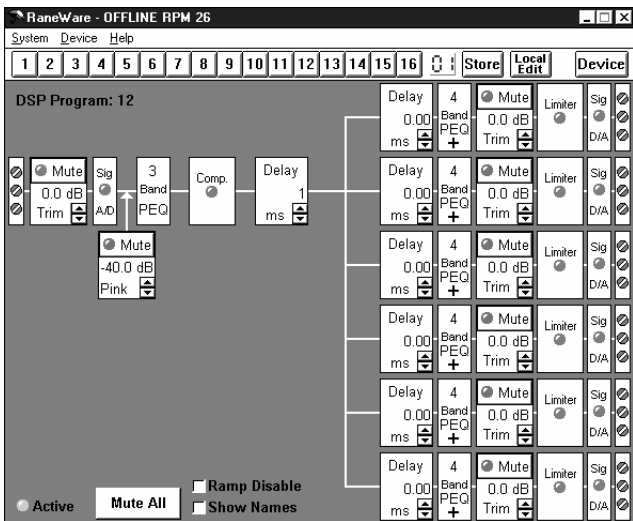 RaneWare - OFFLINE RPM 26
System Device Help
1 2 3 4 5 6 7 8 9 10 11 12 13 14 15 16 01 Store Local Edit Device
DSP Program: 12
Mute
0.0 dB
Trim
Sig
A/D
3
Band
PEQ
Comp.
Delay
1
ms
Mute
-40.0 dB
Pink
Delay
0.00
ms
4
Band
PEQ
+
Mute
0.0 dB
Trim
Limiter
Sig
D/A
Delay
0.00
ms
4
Band
PEQ
+
Mute
0.0 dB
Trim
Limiter
Sig
D/A
Delay
0.00
ms
4
Band
PEQ
+
Mute
0.0 dB
Trim
Limiter
Sig
D/A
Delay
0.00
ms
4
Band
PEQ
+
Mute
0.0 dB
Trim
Limiter
Sig
D/A
Delay
0.00
ms
4
Band
PEQ
+
Mute
0.0 dB
Trim
Limiter
Sig
D/A
Delay
0.00
ms
4
Band
PEQ
+
Mute
0.0 dB
Trim
Limiter
Sig
D/A
Active
Mute All
Ramp Disable
Show Names